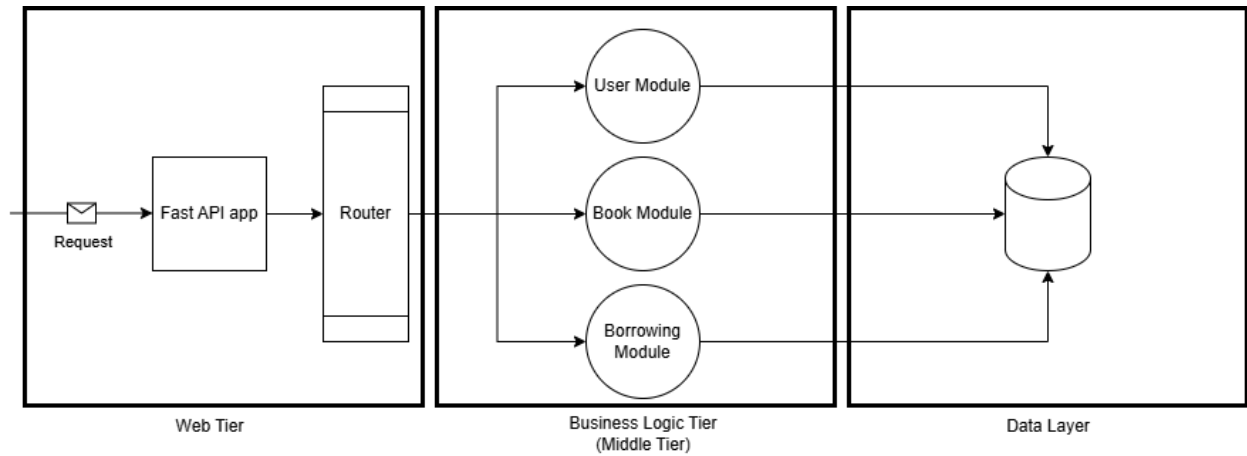 User Module
Fast API app
Router
Book Module
Request
Borrowing
Module
Web Tier
Business Logic Tier
(Middle Tier)
Data Layer